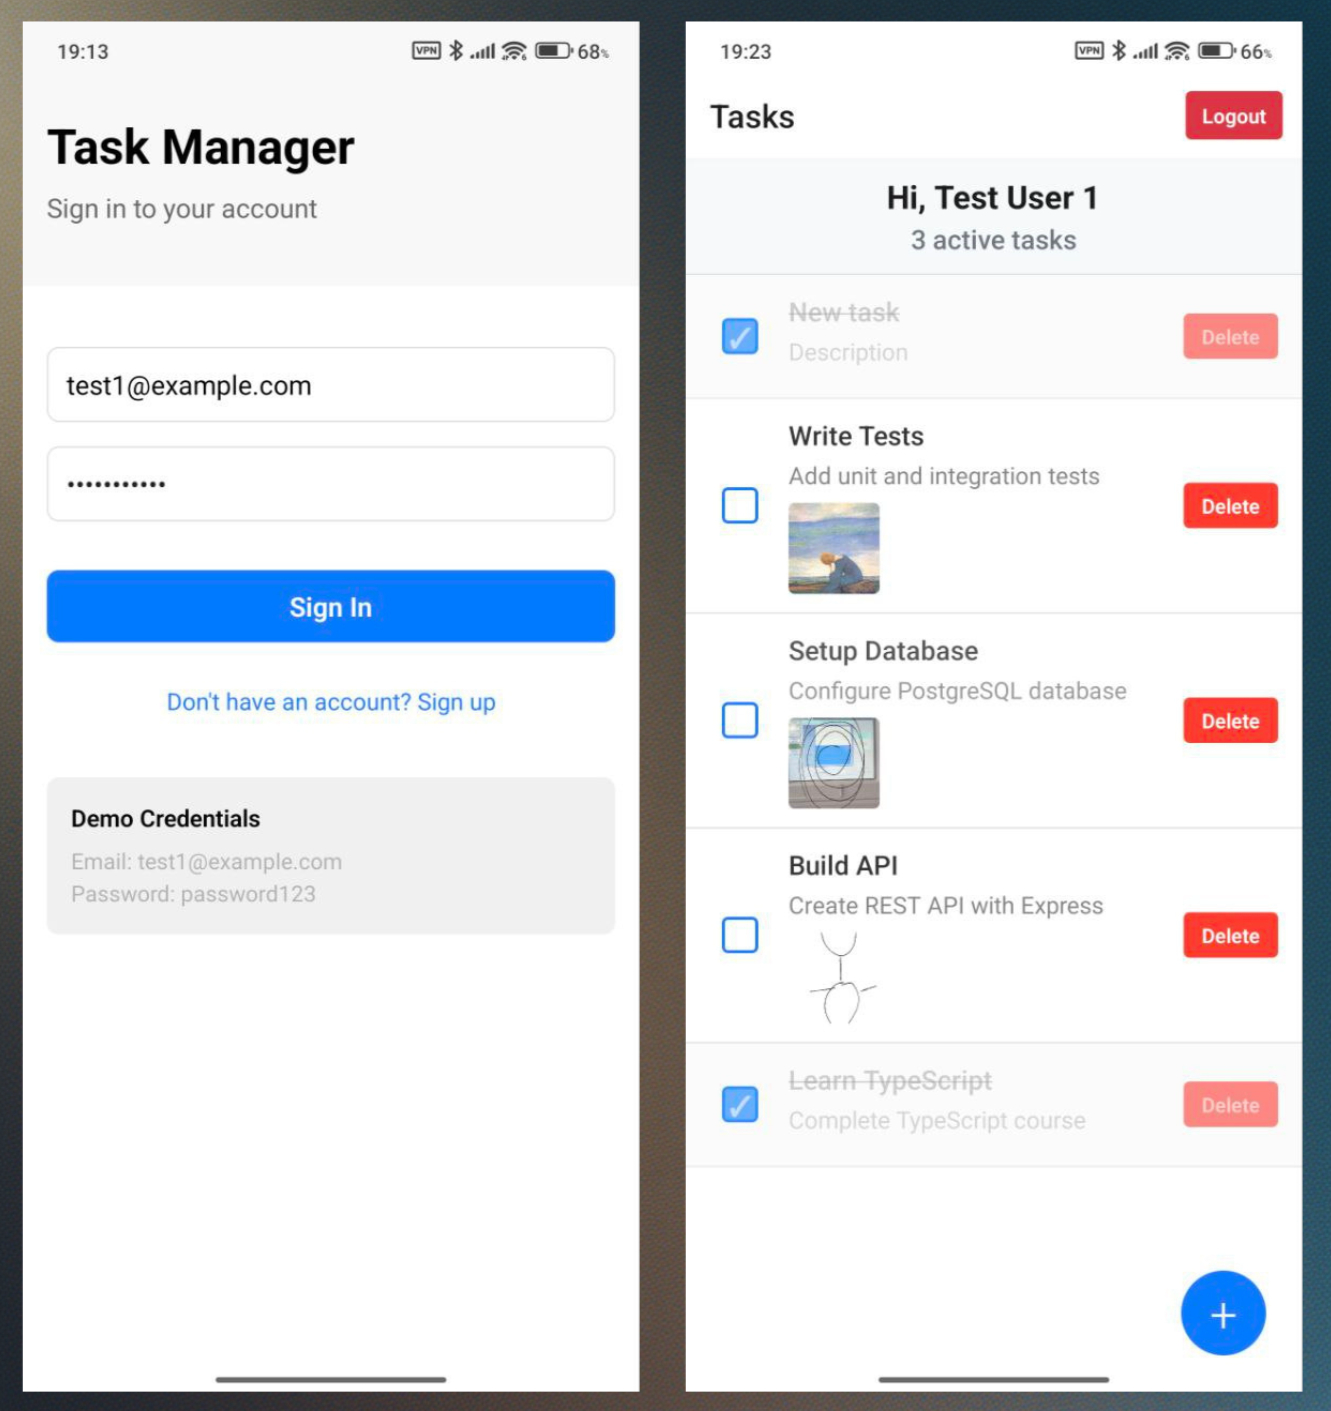 19:13
VPN 68%
Task Manager
Sign in to your account
test1@example.com
•••••••••••
Sign In
Don't have an account? Sign up
Demo Credentials
Email: test1@example.com
Password: password123
19:23
VPN 66%
Tasks
Logout
Hi, Test User 1
3 active tasks
New task
Description
Delete
Write Tests
Add unit and integration tests
Delete
Setup Database
Configure PostgreSQL database
Delete
Build API
Create REST API with Express
Delete
Learn TypeScript
Complete TypeScript course
Delete
+